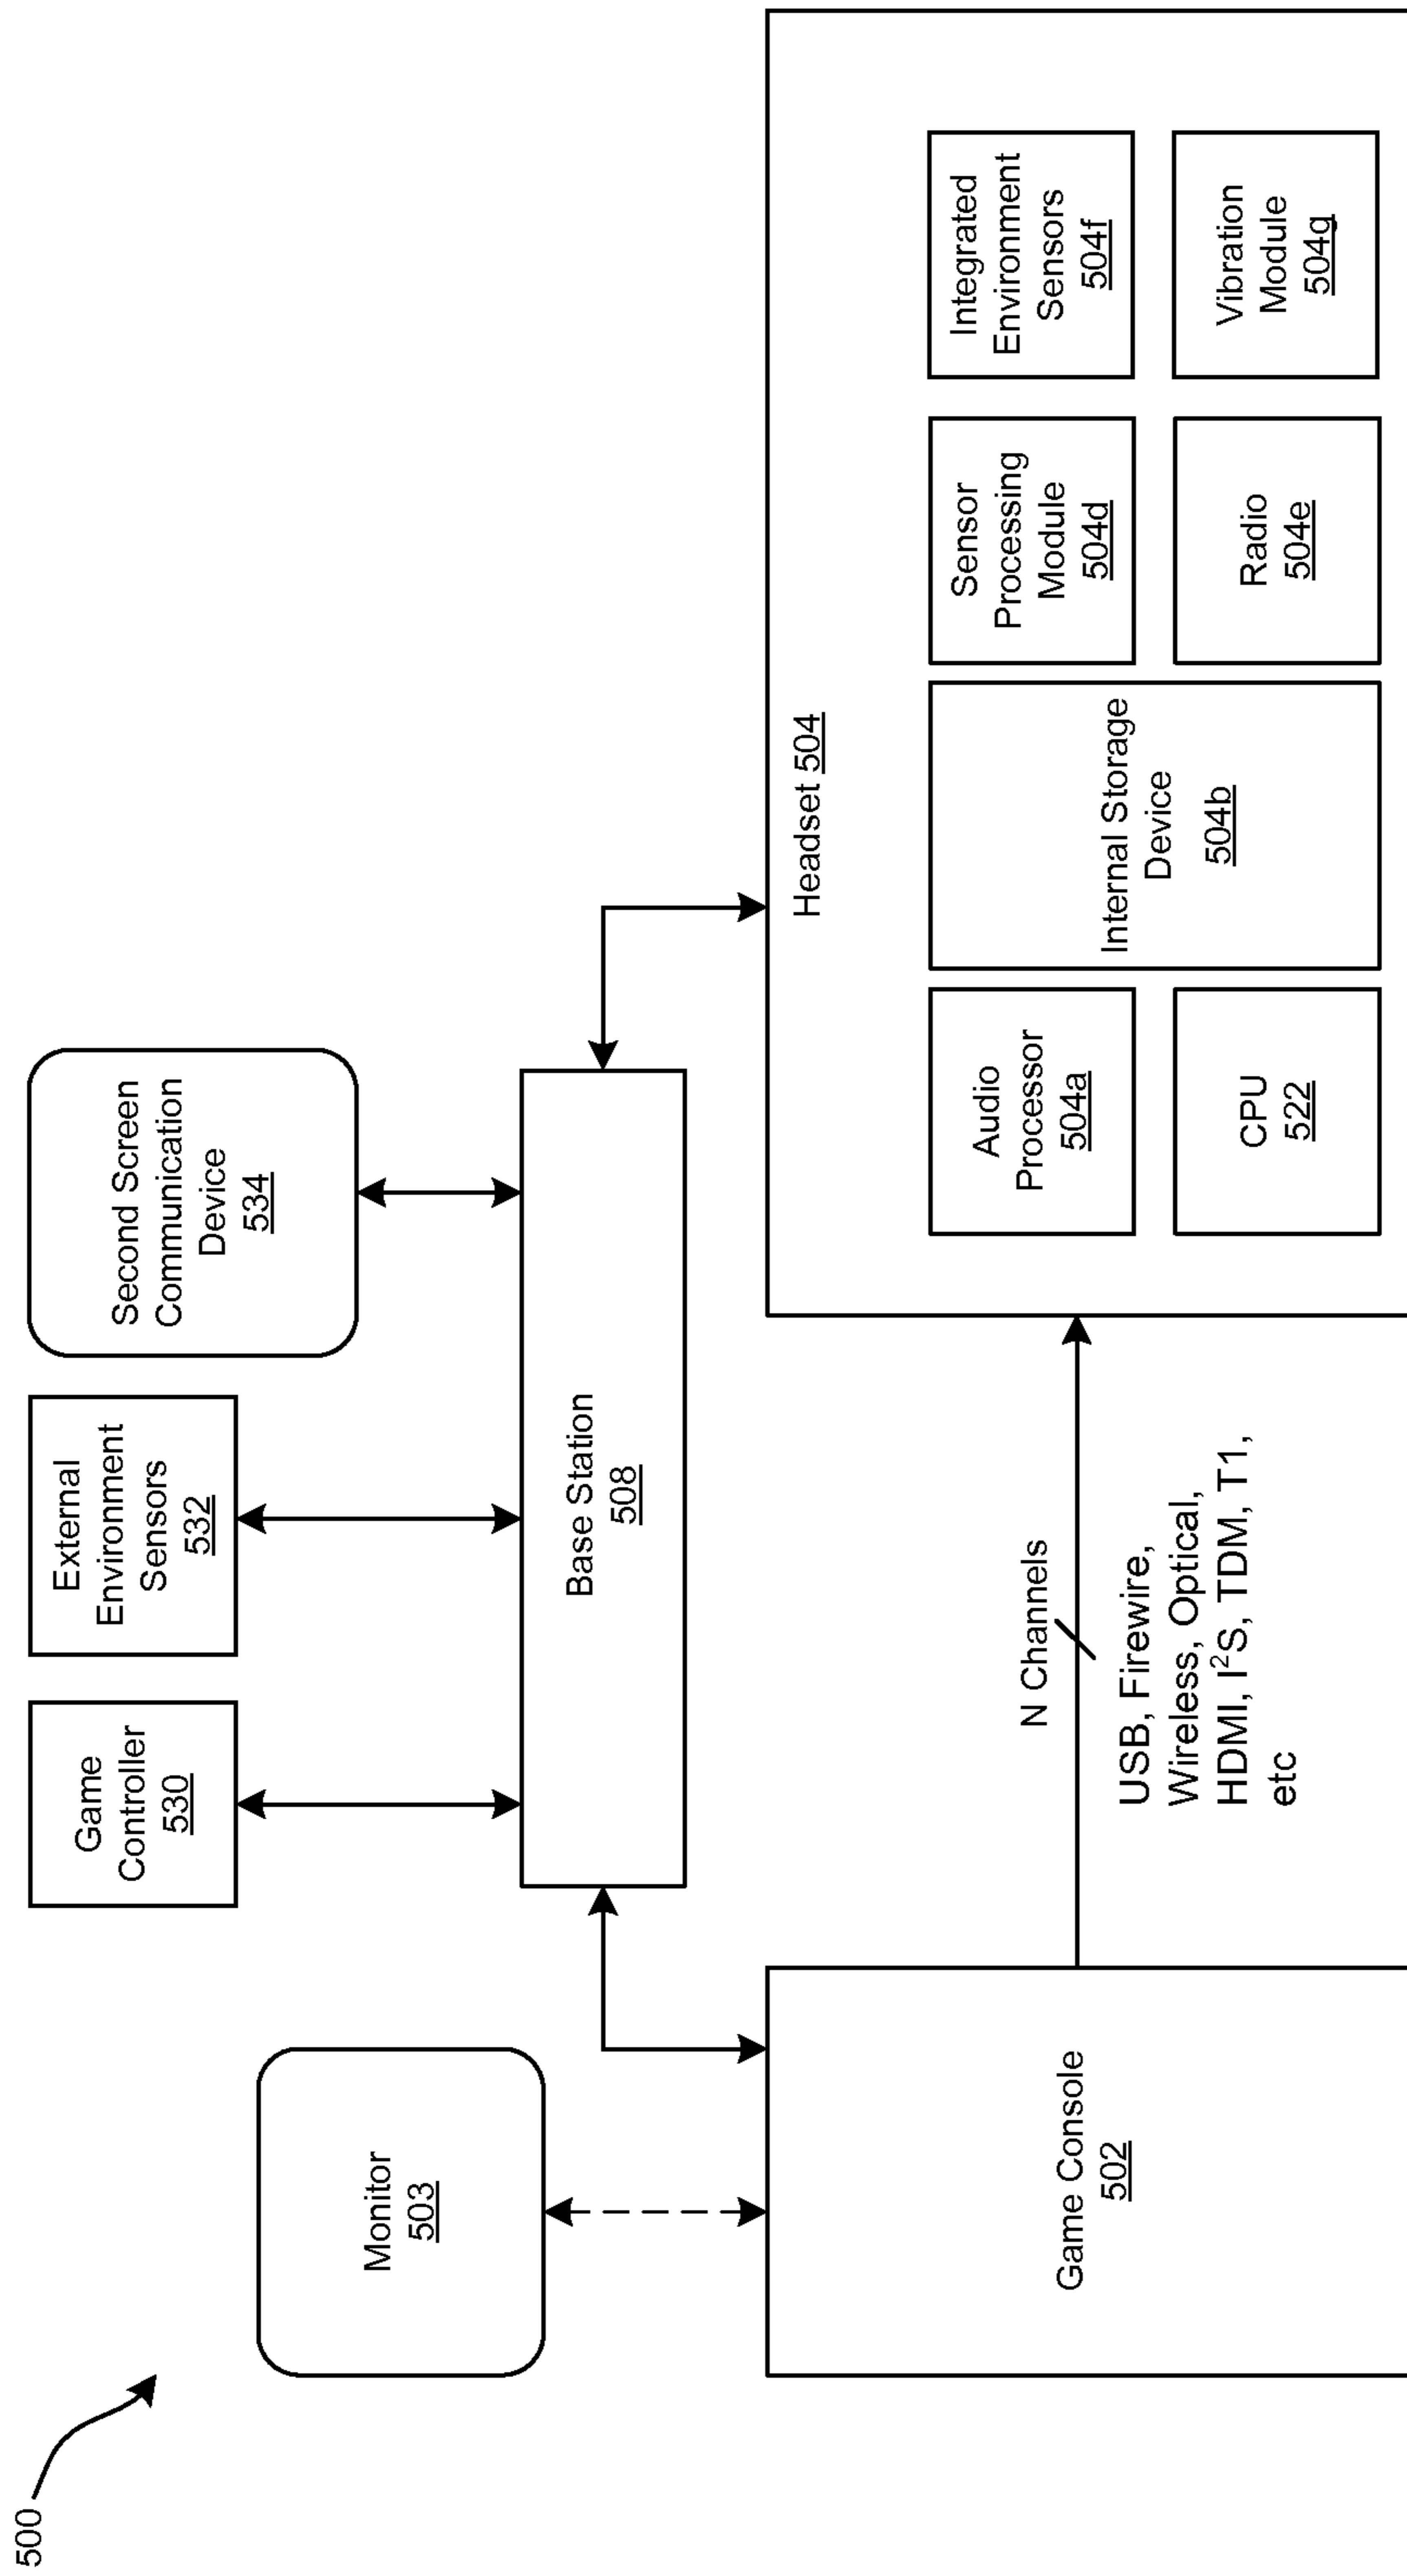 500
Monitor
503
Game
Controller
530
External
Environment
Sensors
532
Second Screen
Communication
Device
534
Base Station
508
Game Console
502
N Channels
USB, Firewire,
Wireless, Optical,
HDMI, I²S, TDM, T1,
etc
Headset 504
Audio
Processor
504a
CPU
522
Internal Storage
Device
504b
Sensor
Processing
Module
504d
Radio
504e
Integrated
Environment
Sensors
504f
Vibration
Module
504g